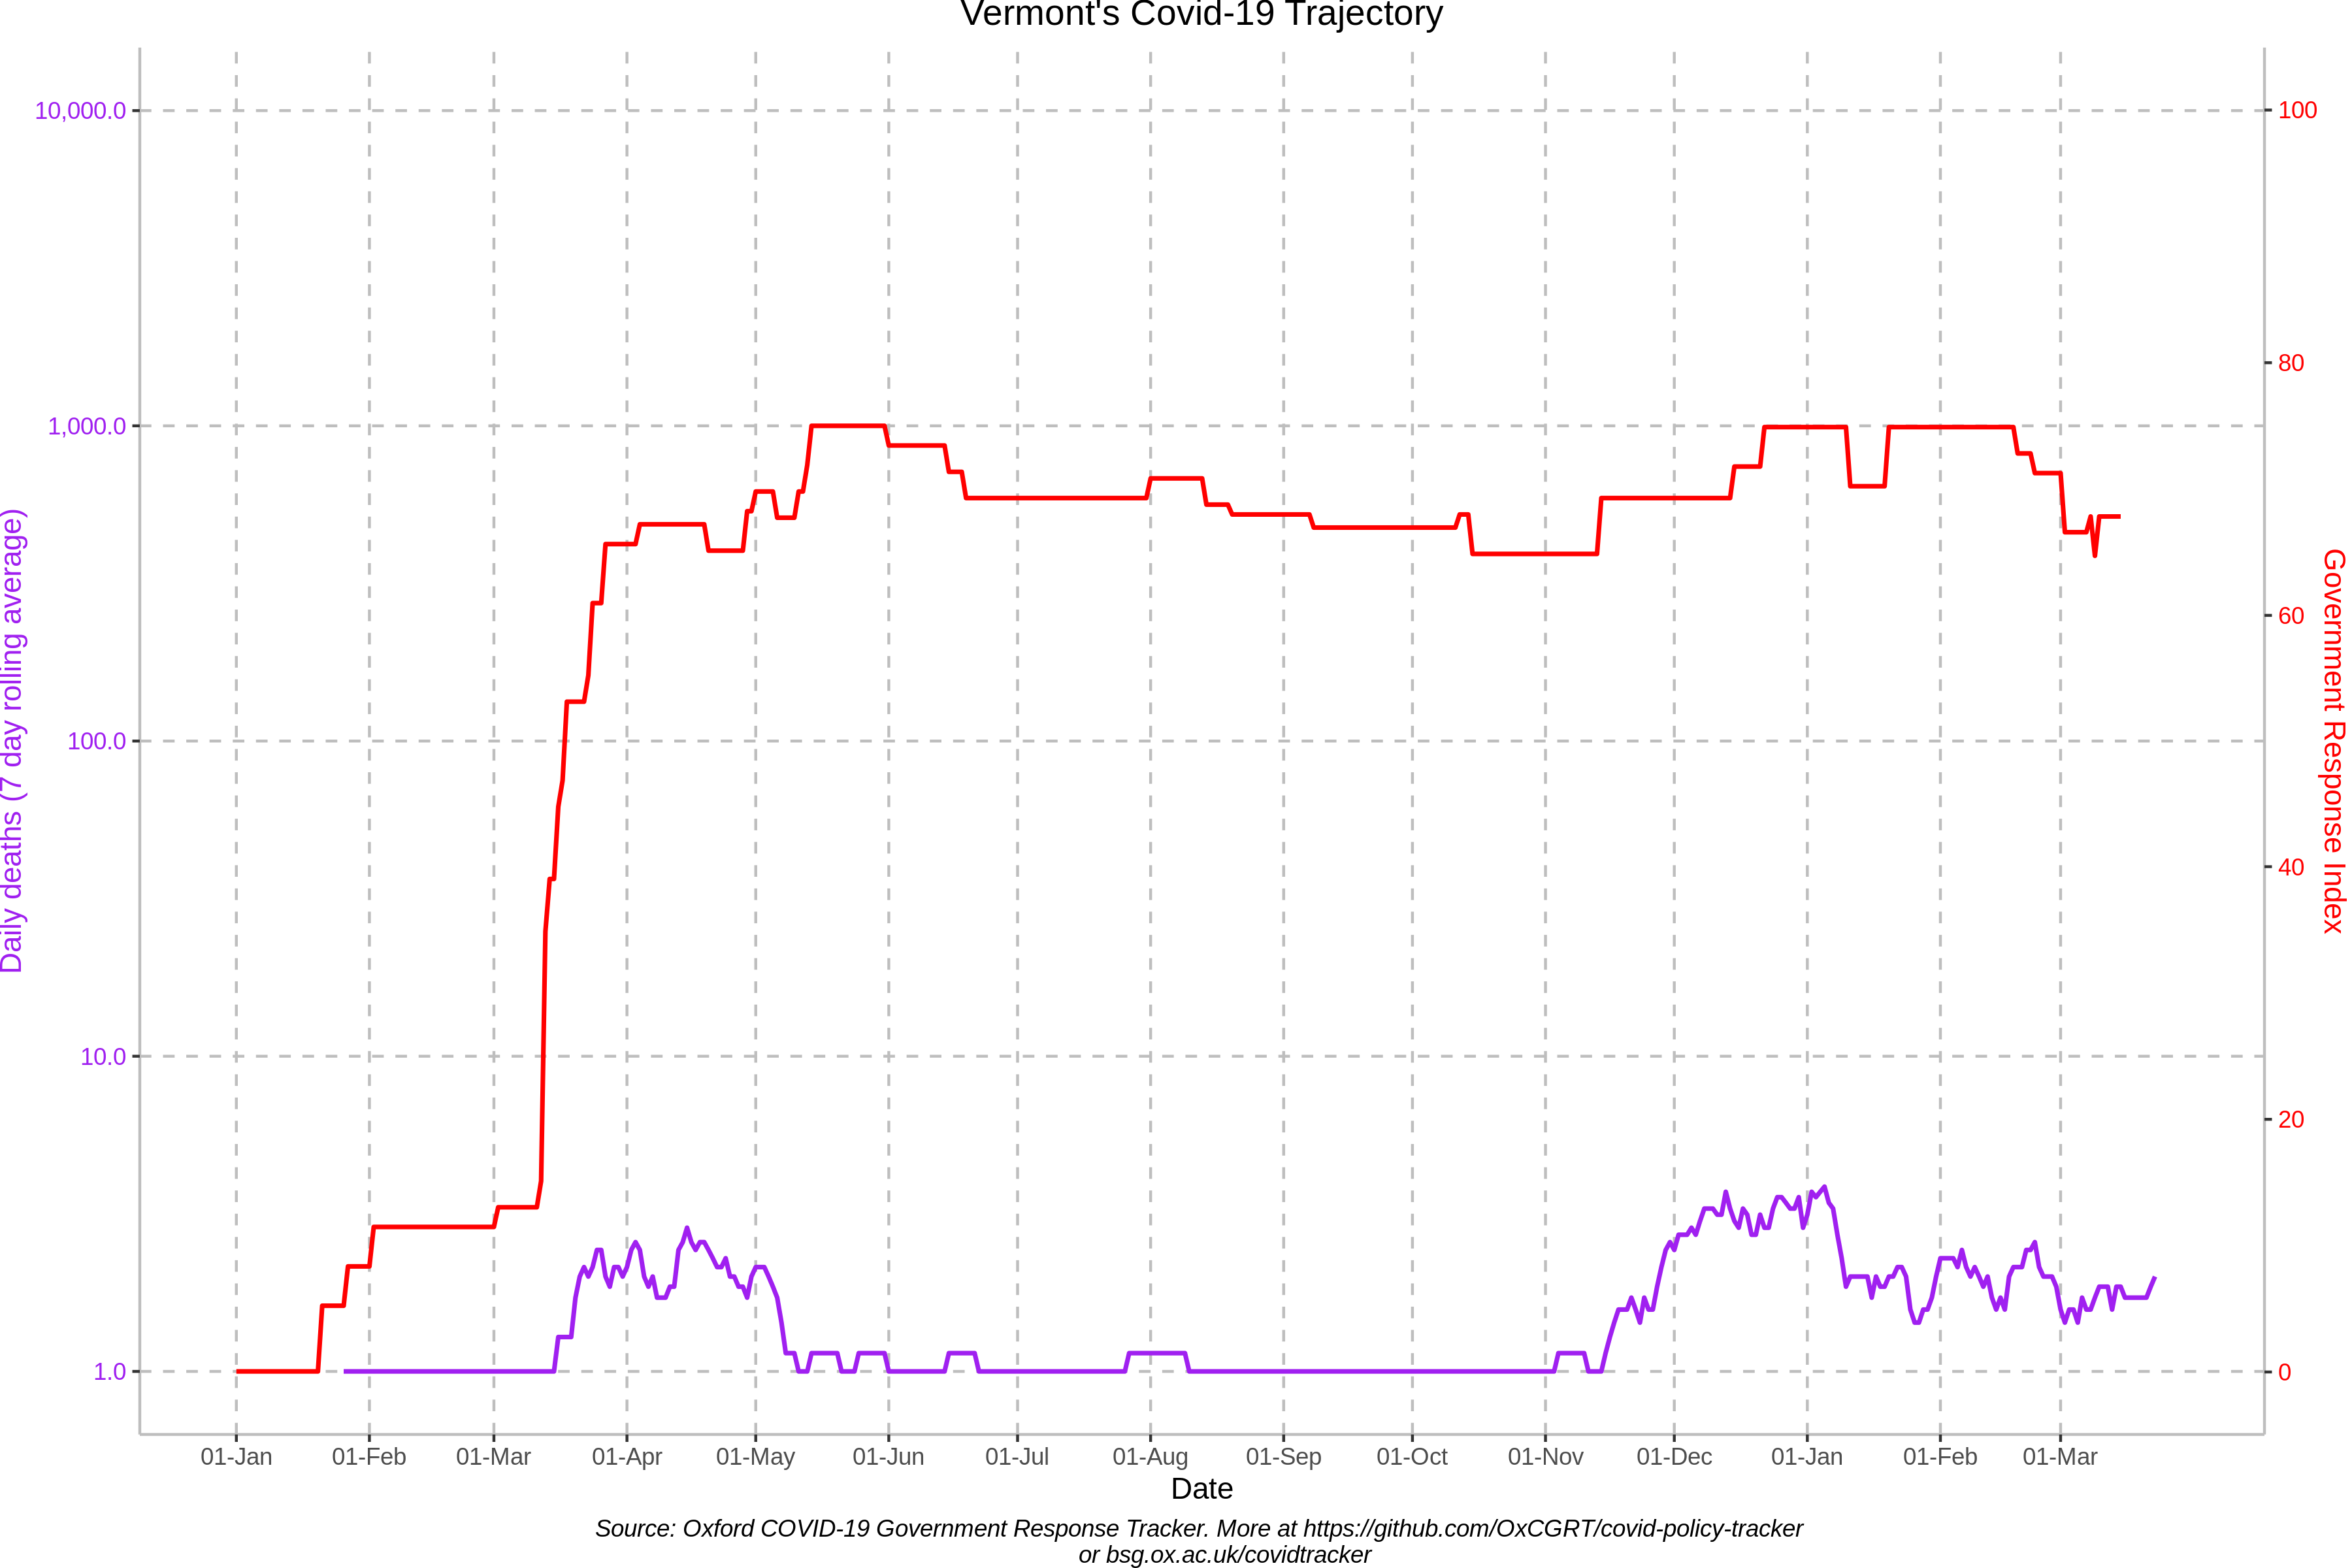 Vermont's Covid-19 Trajectory
10,000.0
1,000.0
100.0
10.0
1.0
Daily deaths (7 day rolling average)
100
80
60
40
20
0
Government Response Index
01-Jan 01-Feb 01-Mar 01-Apr 01-May 01-Jun 01-Jul 01-Aug 01-Sep 01-Oct 01-Nov 01-Dec 01-Jan 01-Feb 01-Mar
Date
Source: Oxford COVID-19 Government Response Tracker. More at https://github.com/OxCGRT/covid-policy-tracker
or bsg.ox.ac.uk/covidtracker